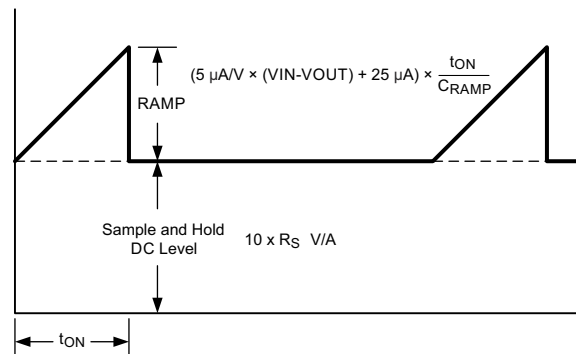 (5 µA/V × (VIN-VOUT) + 25 µA) × tON
CRAMP
RAMP
Sample and Hold
DC Level
10 x RS V/A
tON